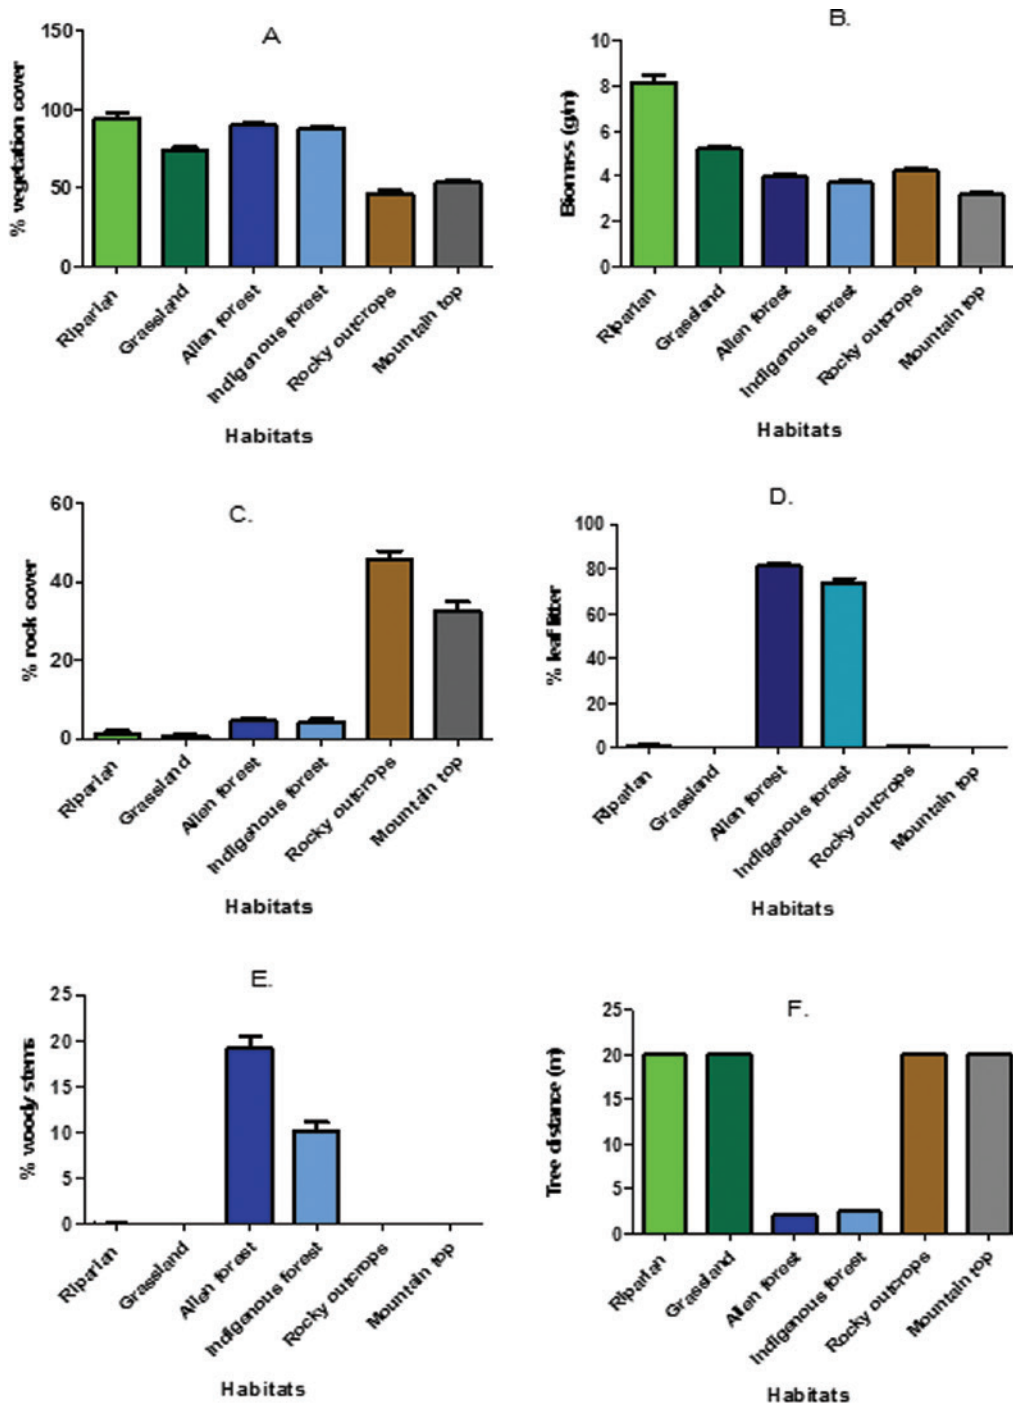 A
% vegetation cover
150
100
50
0
Riparian
Grassland
Alien forest
Indigenous forest
Rocky outcrops
Mountain top
Habitats
B.
Biomass (g/m)
10
8
6
4
2
0
Riparian
Grassland
Alien forest
Indigenous forest
Rocky outcrops
Mountain top
Habitats
C.
% rock cover
60
40
20
0
Riparian
Grassland
Alien forest
Indigenous forest
Rocky outcrops
Mountain top
Habitats
D.
% leaf litter
100
80
60
40
20
0
Riparian
Grassland
Alien forest
Indigenous forest
Rocky outcrops
Mountain top
Habitats
E.
% woody stems
25
20
15
10
5
0
Riparian
Grassland
Alien forest
Indigenous forest
Rocky outcrops
Mountain top
Habitats
F.
Tree distance (m)
25
20
15
10
5
0
Riparian
Grassland
Alien forest
Indigenous forest
Rocky outcrops
Mountain top
Habitats